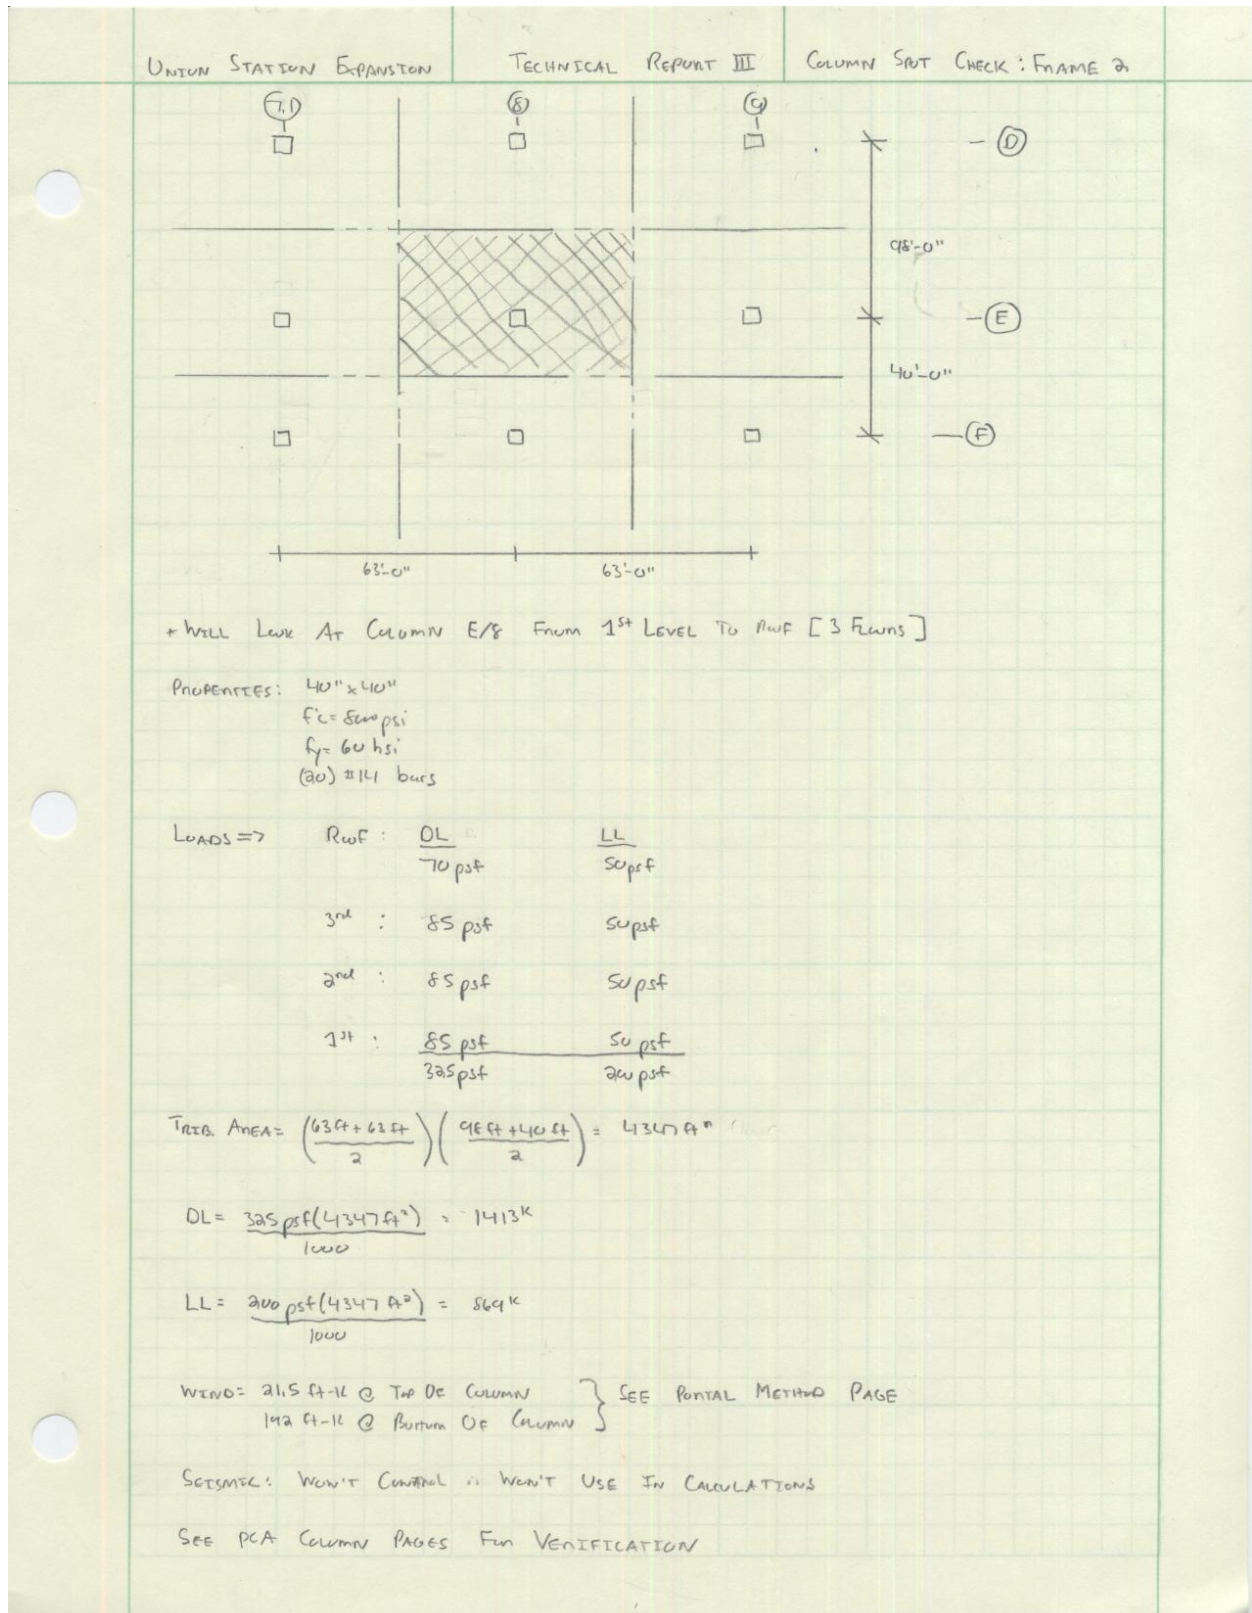 UNION STATION EXPANSION
TECHNICAL REPORT III
COLUMN SPOT CHECK: FRAME 2
7.1
8
9
D
98'-0"
E
40'-0"
F
63'-0"
63'-0"
* WILL LOOK AT COLUMN E/8 FROM 1st LEVEL TO ROOF [3 FLOORS]
PROPERTIES: 40" x 40"
f'c= 8000 psi
fy= 60 ksi
(20) #14 bars
LOADS => ROOF: DL LL
70 psf 50 psf
3rd : 85 psf 50 psf
2nd : 85 psf 50 psf
1st : 85 psf 50 psf
325 psf 200 psf
TRIB. AREA= (63 ft + 63 ft / 2)(98 ft + 40 ft / 2) = 4347 ft²
DL= 325 psf(4347 ft²) / 1000 = 1413 k
LL= 200 psf(4347 ft²) / 1000 = 869 k
WIND= 21.5 ft-k @ TOP OF COLUMN } SEE PORTAL METHOD PAGE
192 ft-k @ BOTTOM OF COLUMN
SEISMIC: WON'T CONTROL ∴ WON'T USE IN CALCULATIONS
SEE PCA COLUMN PAGES FOR VERIFICATION